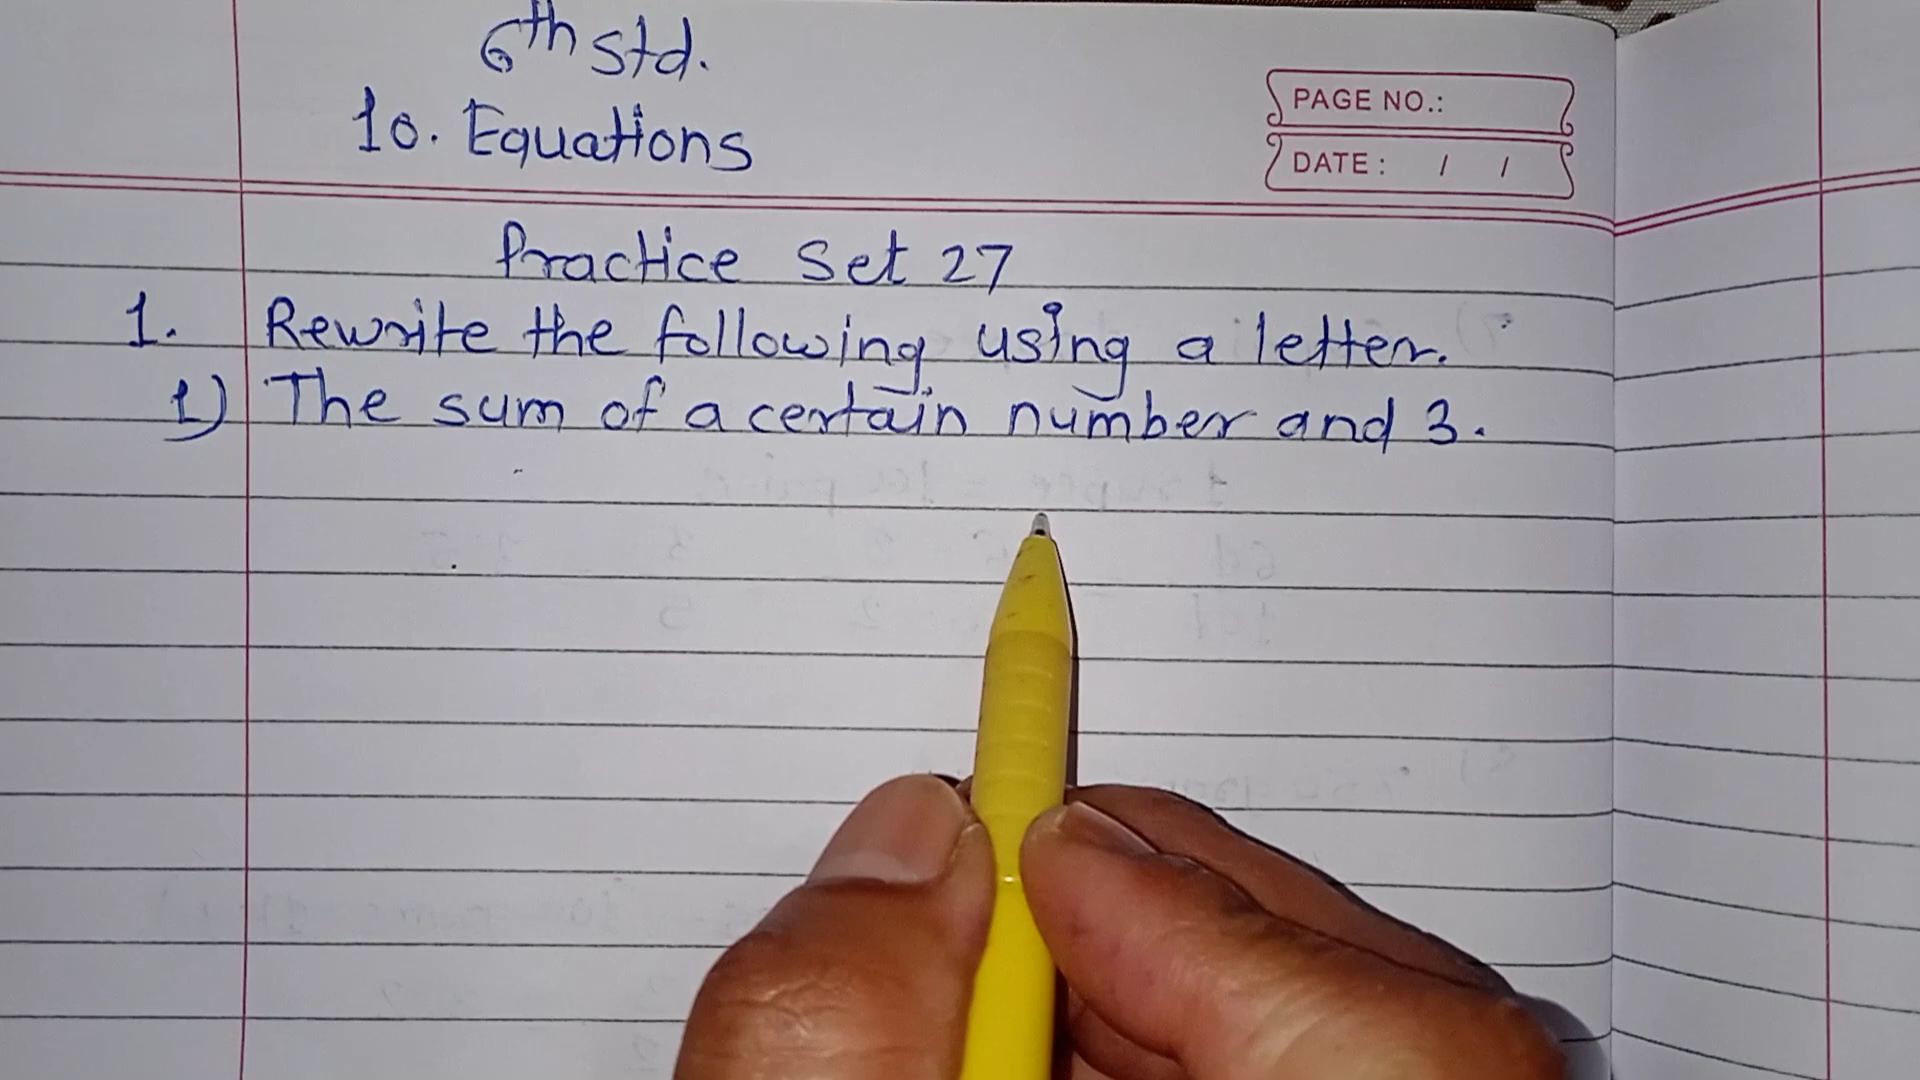 6th std.
10. Equations
PAGE NO.:
DATE: / /
Practice Set 27
1. Rewrite the following using a letter.
1) The sum of a certain number and 3.